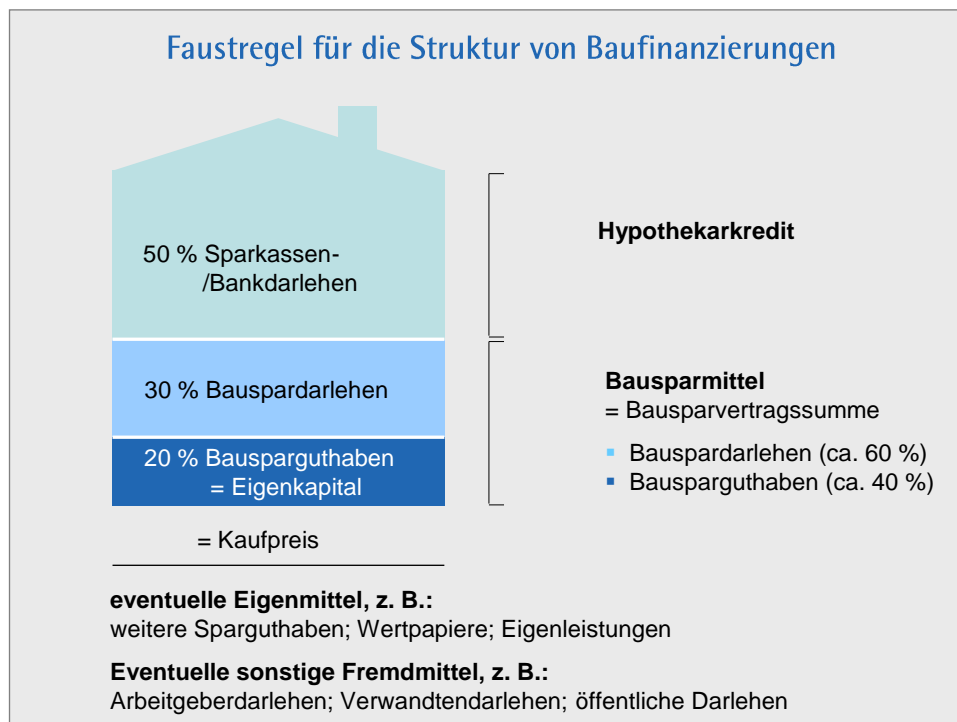 Faustregel für die Struktur von Baufinanzierungen
50 % Sparkassen-
/Bankdarlehen
Hypothekarkredit
30 % Bauspardarlehen
20 % Bausparguthaben
= Eigenkapital
Bausparmittel
= Bausparvertragssumme
▪ Bauspardarlehen (ca. 60 %)
▪ Bausparguthaben (ca. 40 %)
= Kaufpreis
eventuelle Eigenmittel, z. B.:
weitere Sparguthaben; Wertpapiere; Eigenleistungen
Eventuelle sonstige Fremdmittel, z. B.:
Arbeitgeberdarlehen; Verwandtendarlehen; öffentliche Darlehen